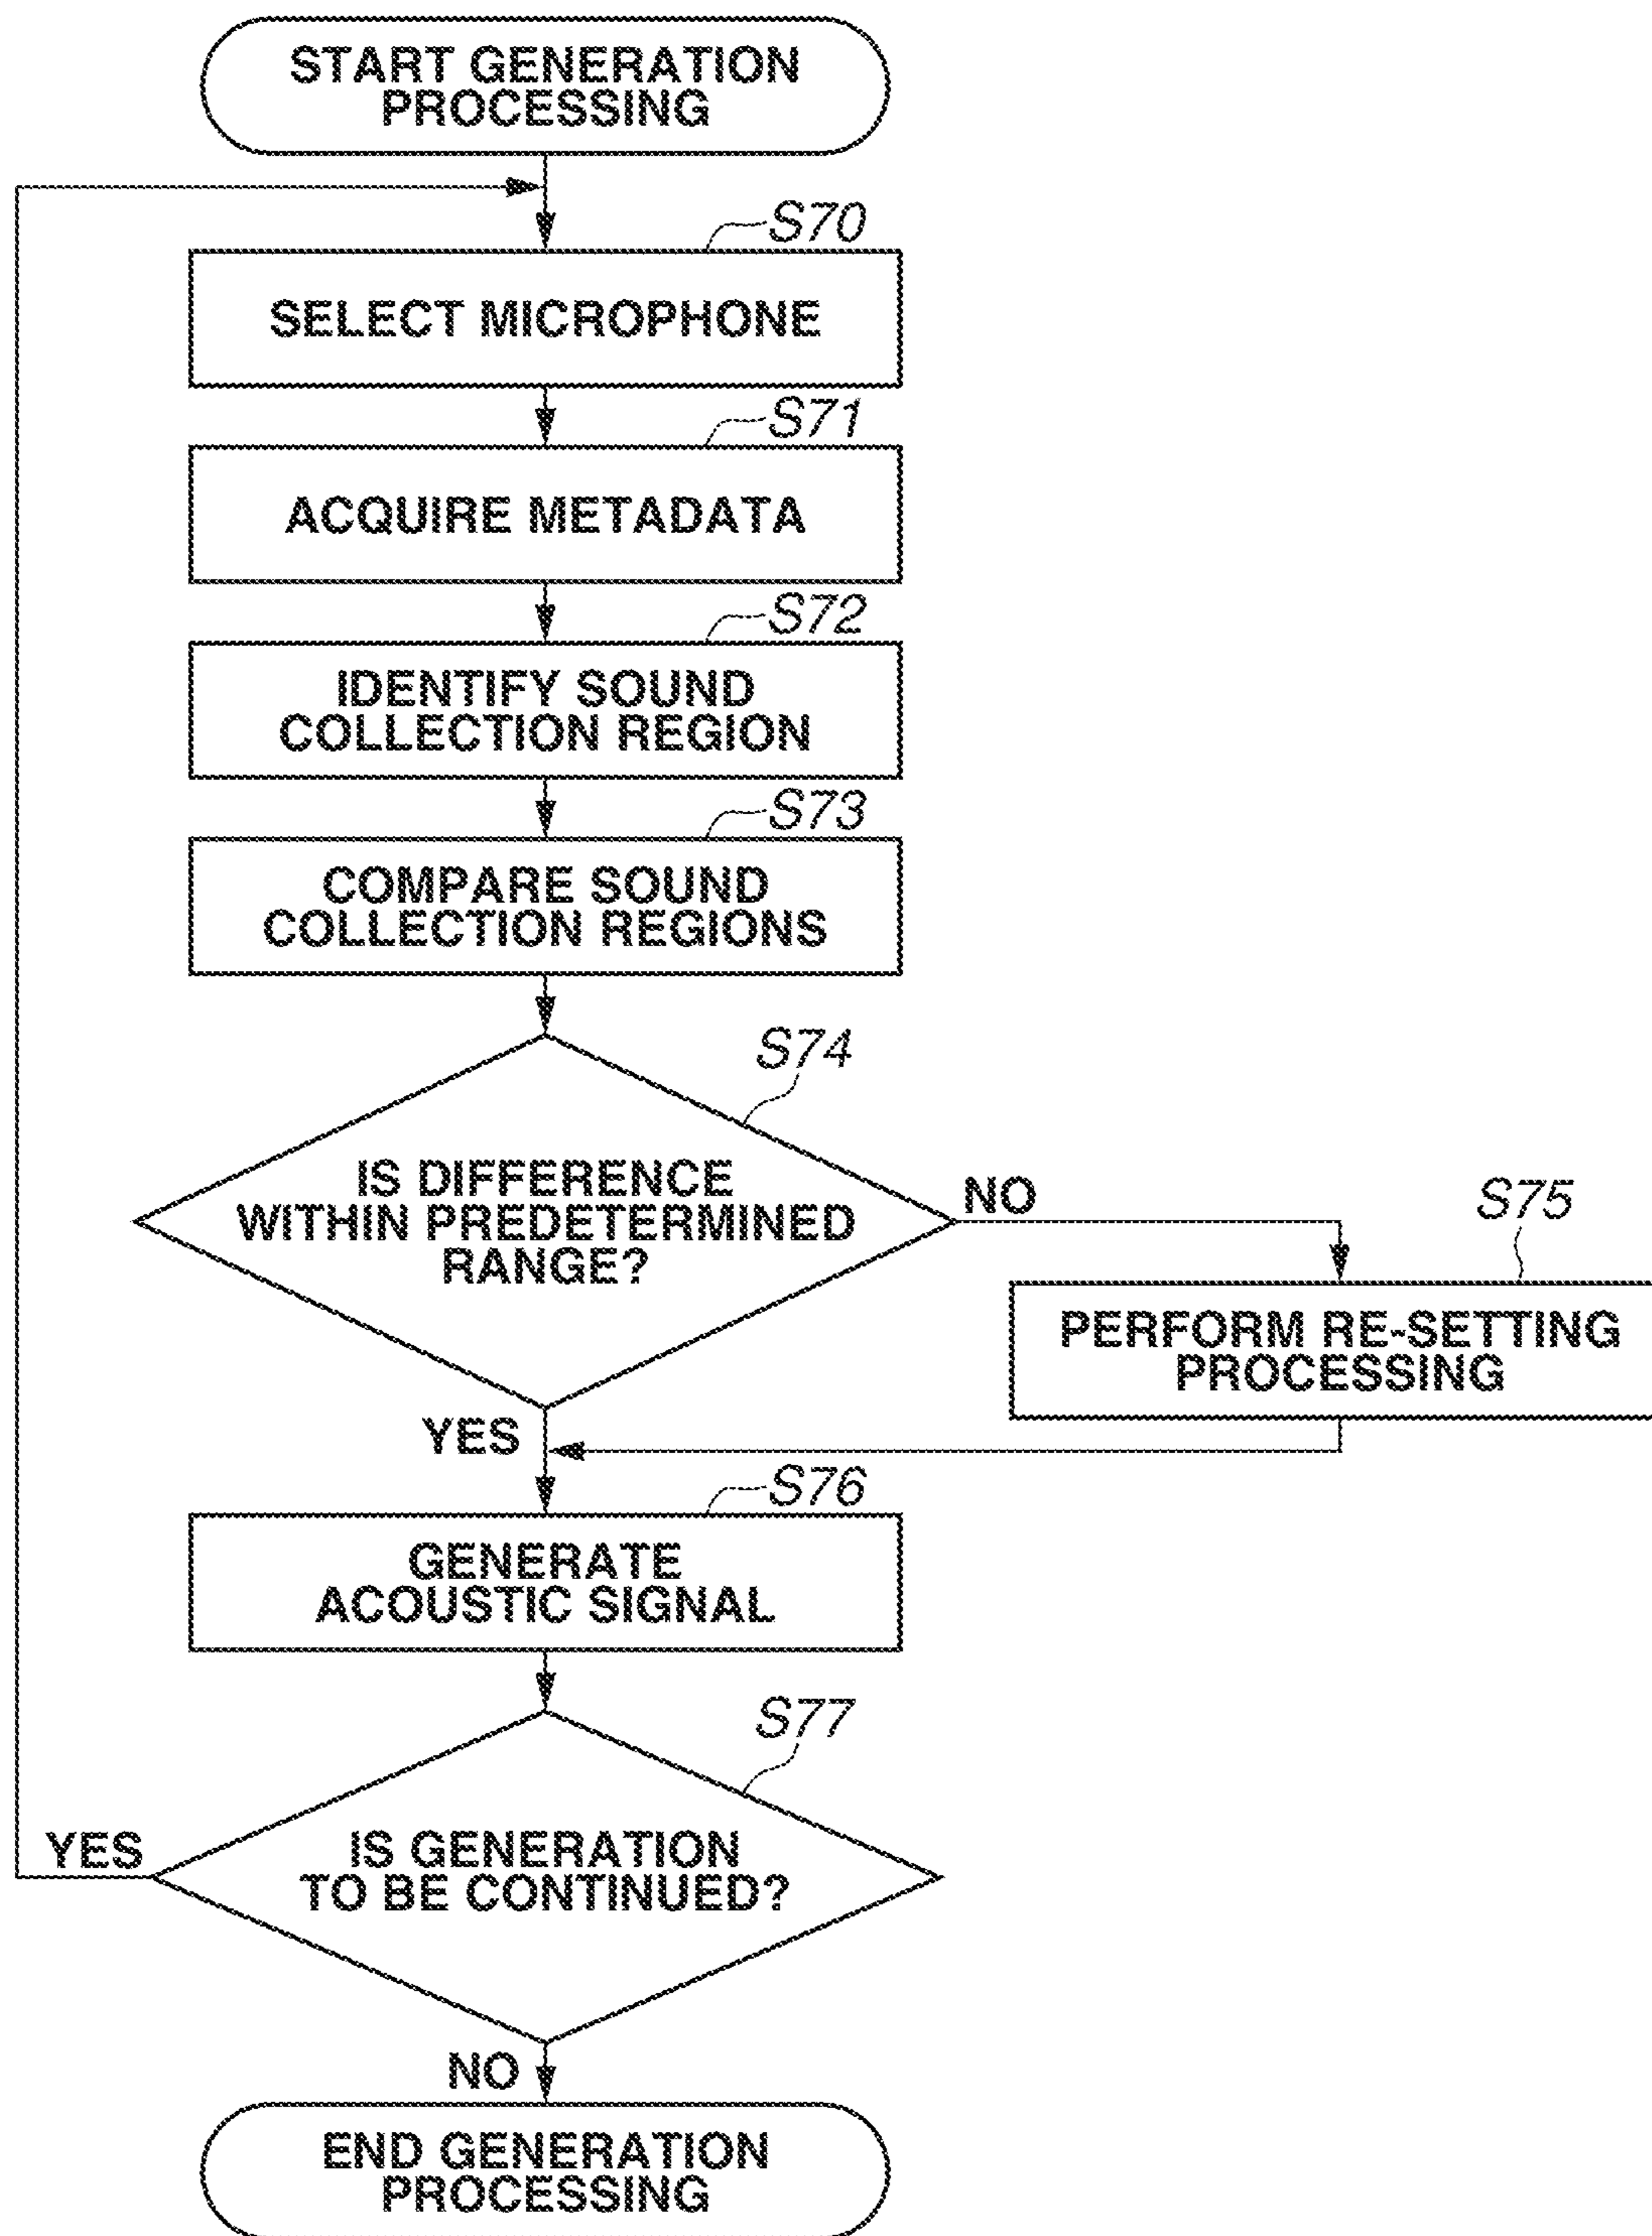 START GENERATION
PROCESSING
S70
SELECT MICROPHONE
S71
ACQUIRE METADATA
S72
IDENTIFY SOUND
COLLECTION REGION
S73
COMPARE SOUND
COLLECTION REGIONS
S74
IS DIFFERENCE
WITHIN PREDETERMINED
RANGE?
NO
S75
PERFORM RE-SETTING
PROCESSING
YES
S76
GENERATE
ACOUSTIC SIGNAL
S77
IS GENERATION
TO BE CONTINUED?
YES
NO
END GENERATION
PROCESSING